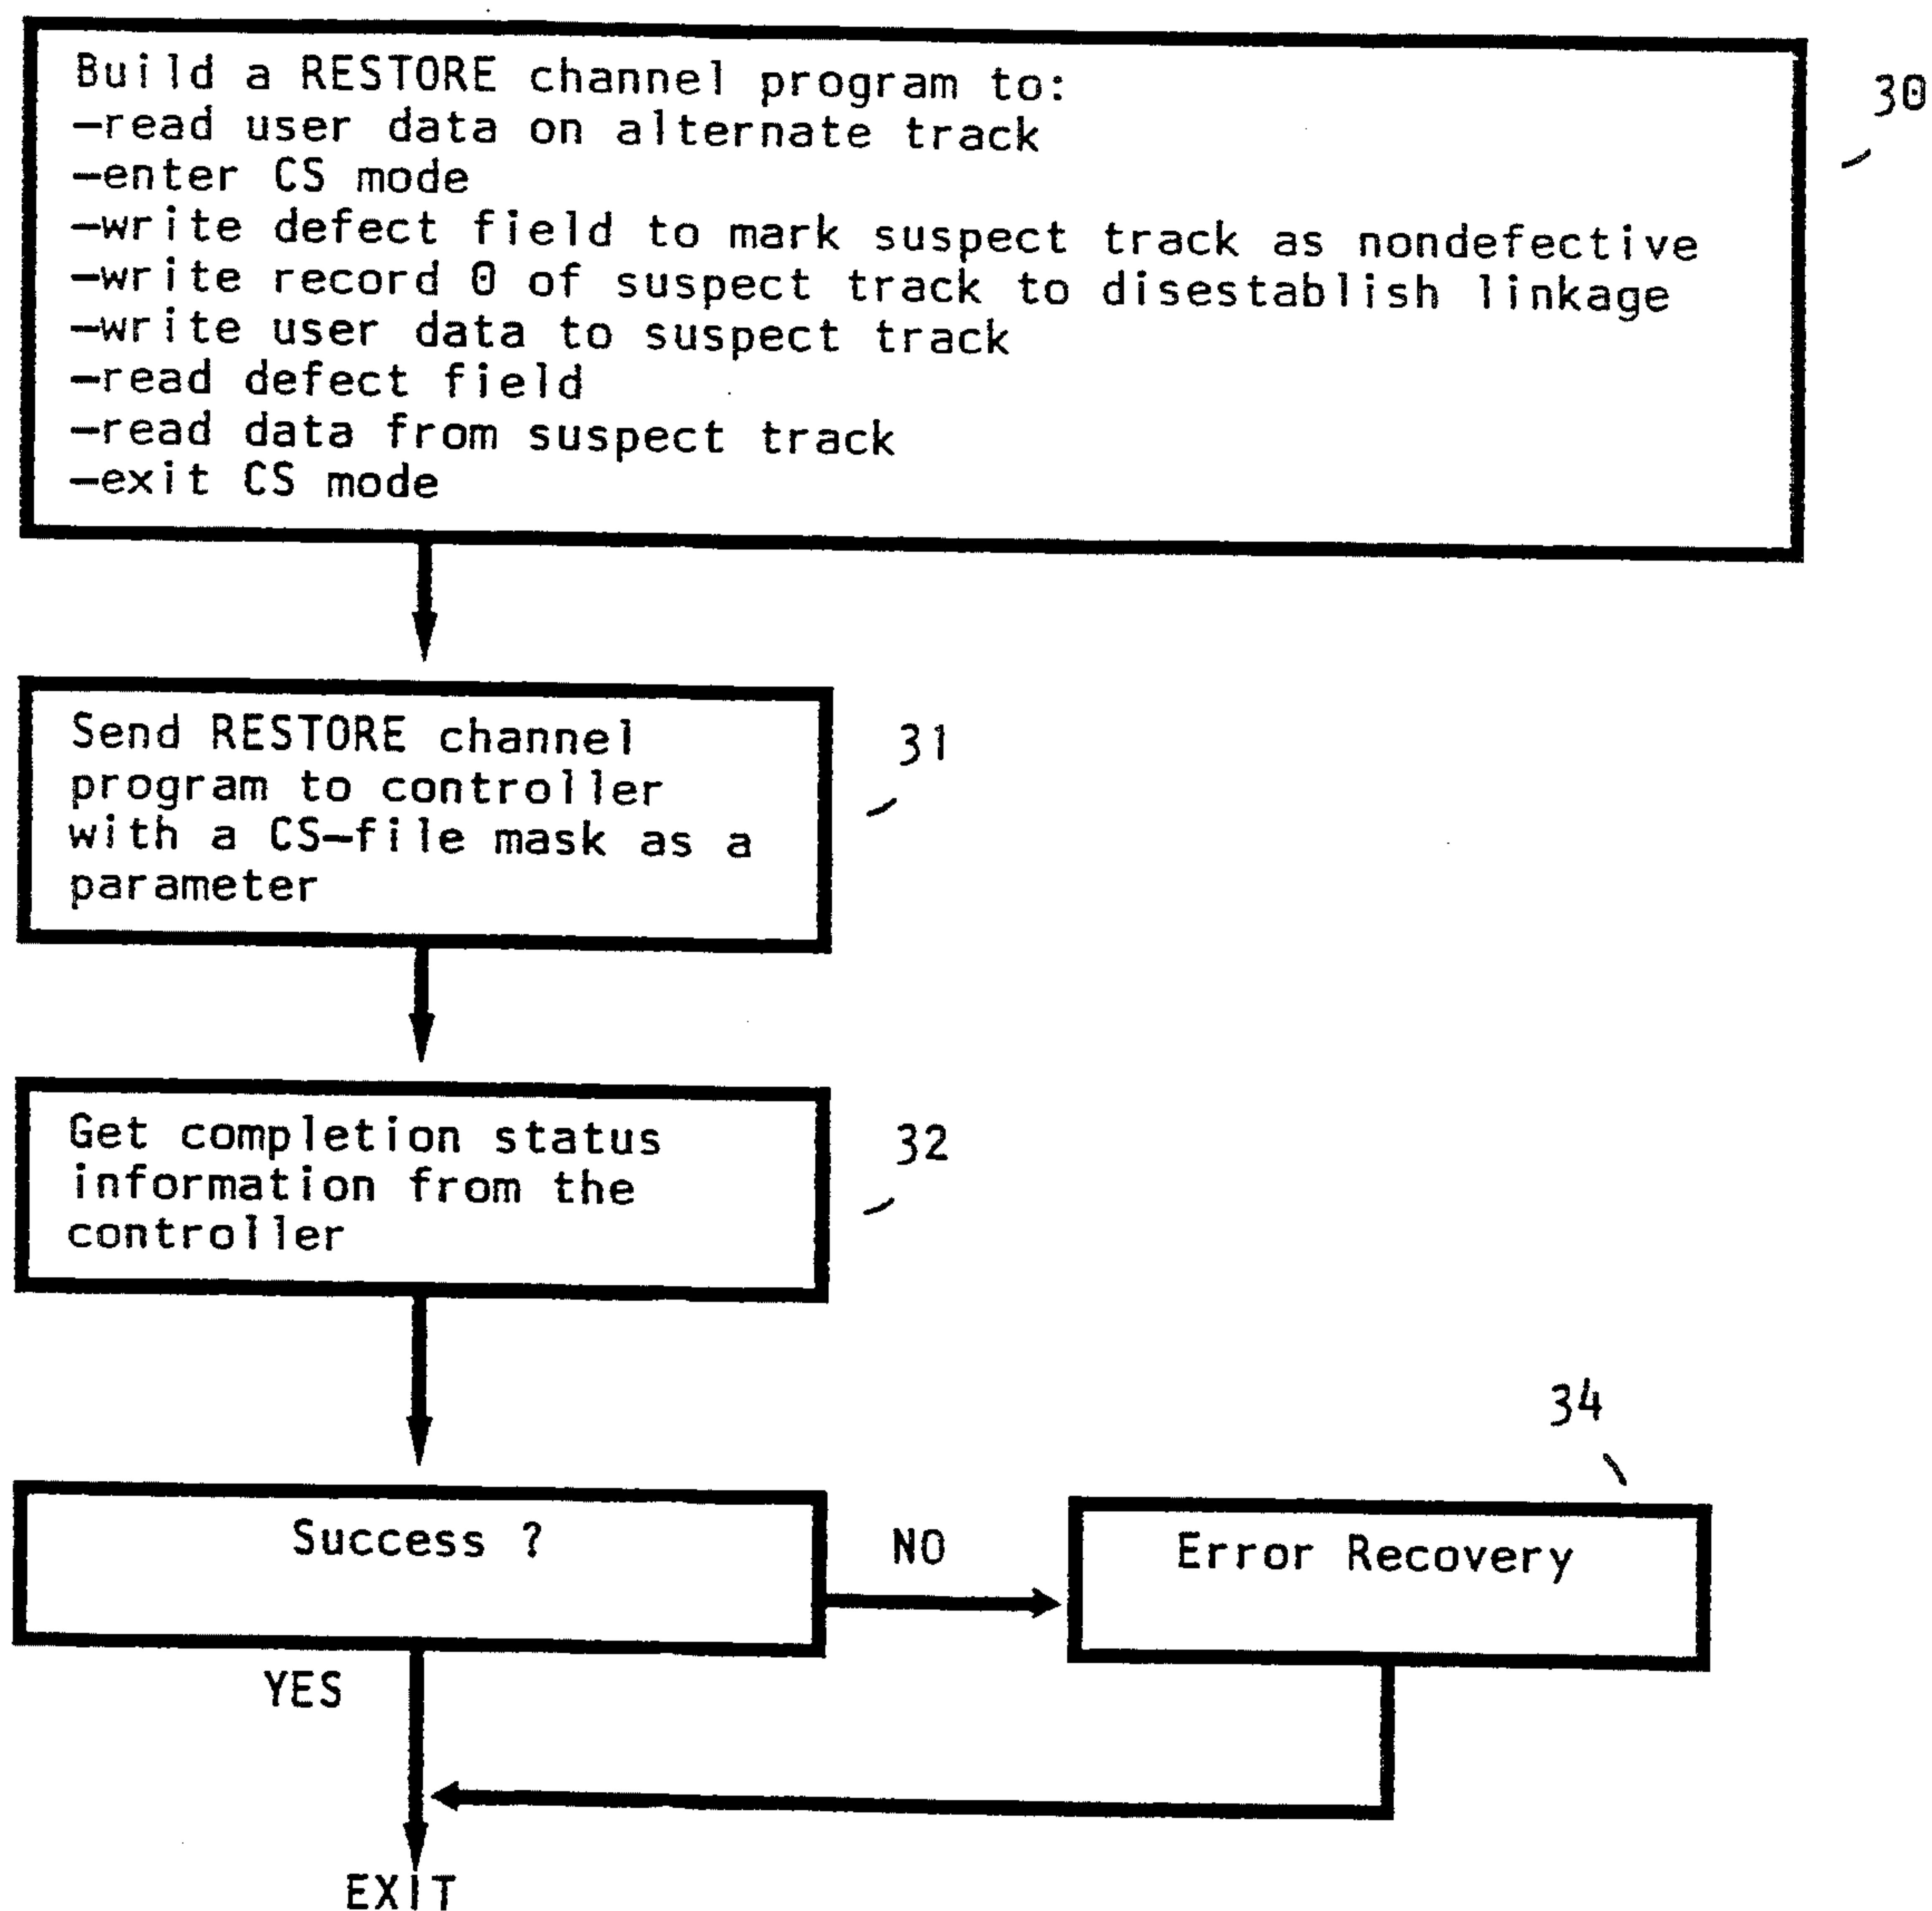 Build a RESTORE channel program to:
—read user data on alternate track
—enter CS mode
—write defect field to mark suspect track as nondefective
—write record 0 of suspect track to disestablish linkage
—write user data to suspect track
—read defect field
—read data from suspect track
—exit CS mode
30
Send RESTORE channel
program to controller
with a CS—file mask as a
parameter
31
Get completion status
information from the
controller
32
34
Success ?
NO
Error Recovery
YES
EXIT